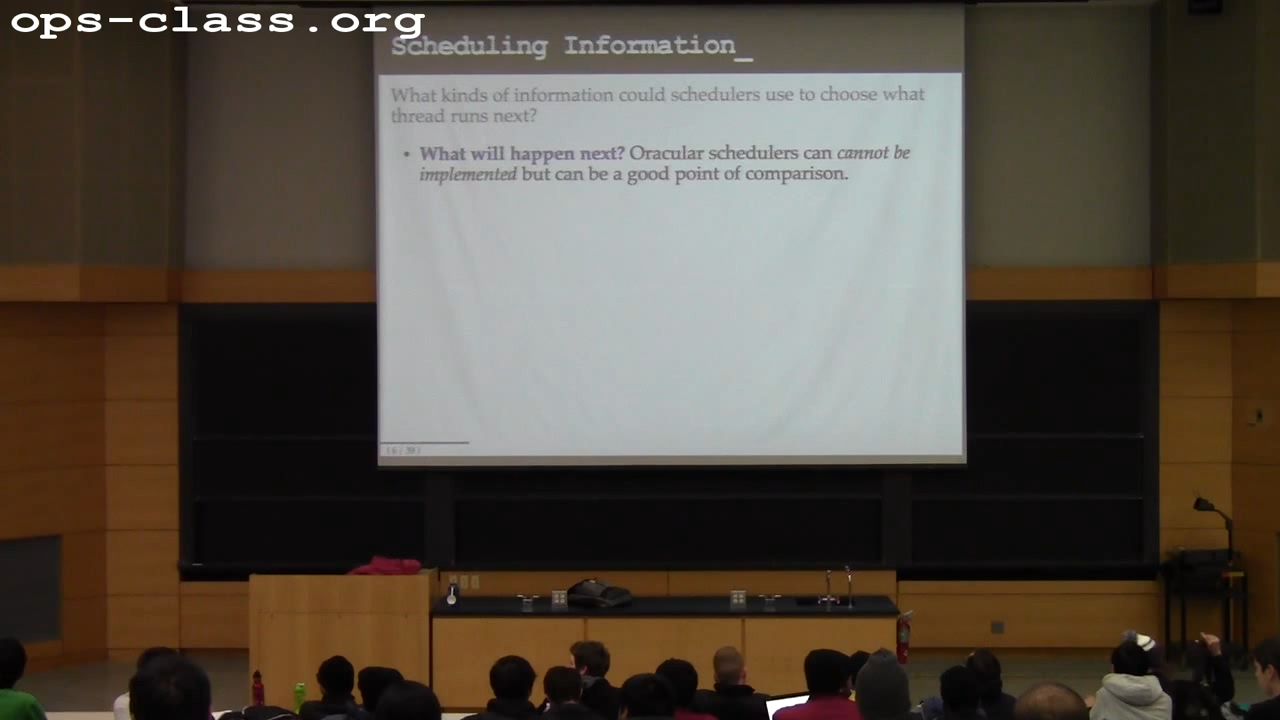 ops-class.org
Scheduling Information_
What kinds of information could schedulers use to choose what
thread runs next?
• What will happen next? Oracular schedulers can cannot be
implemented but can be a good point of comparison.